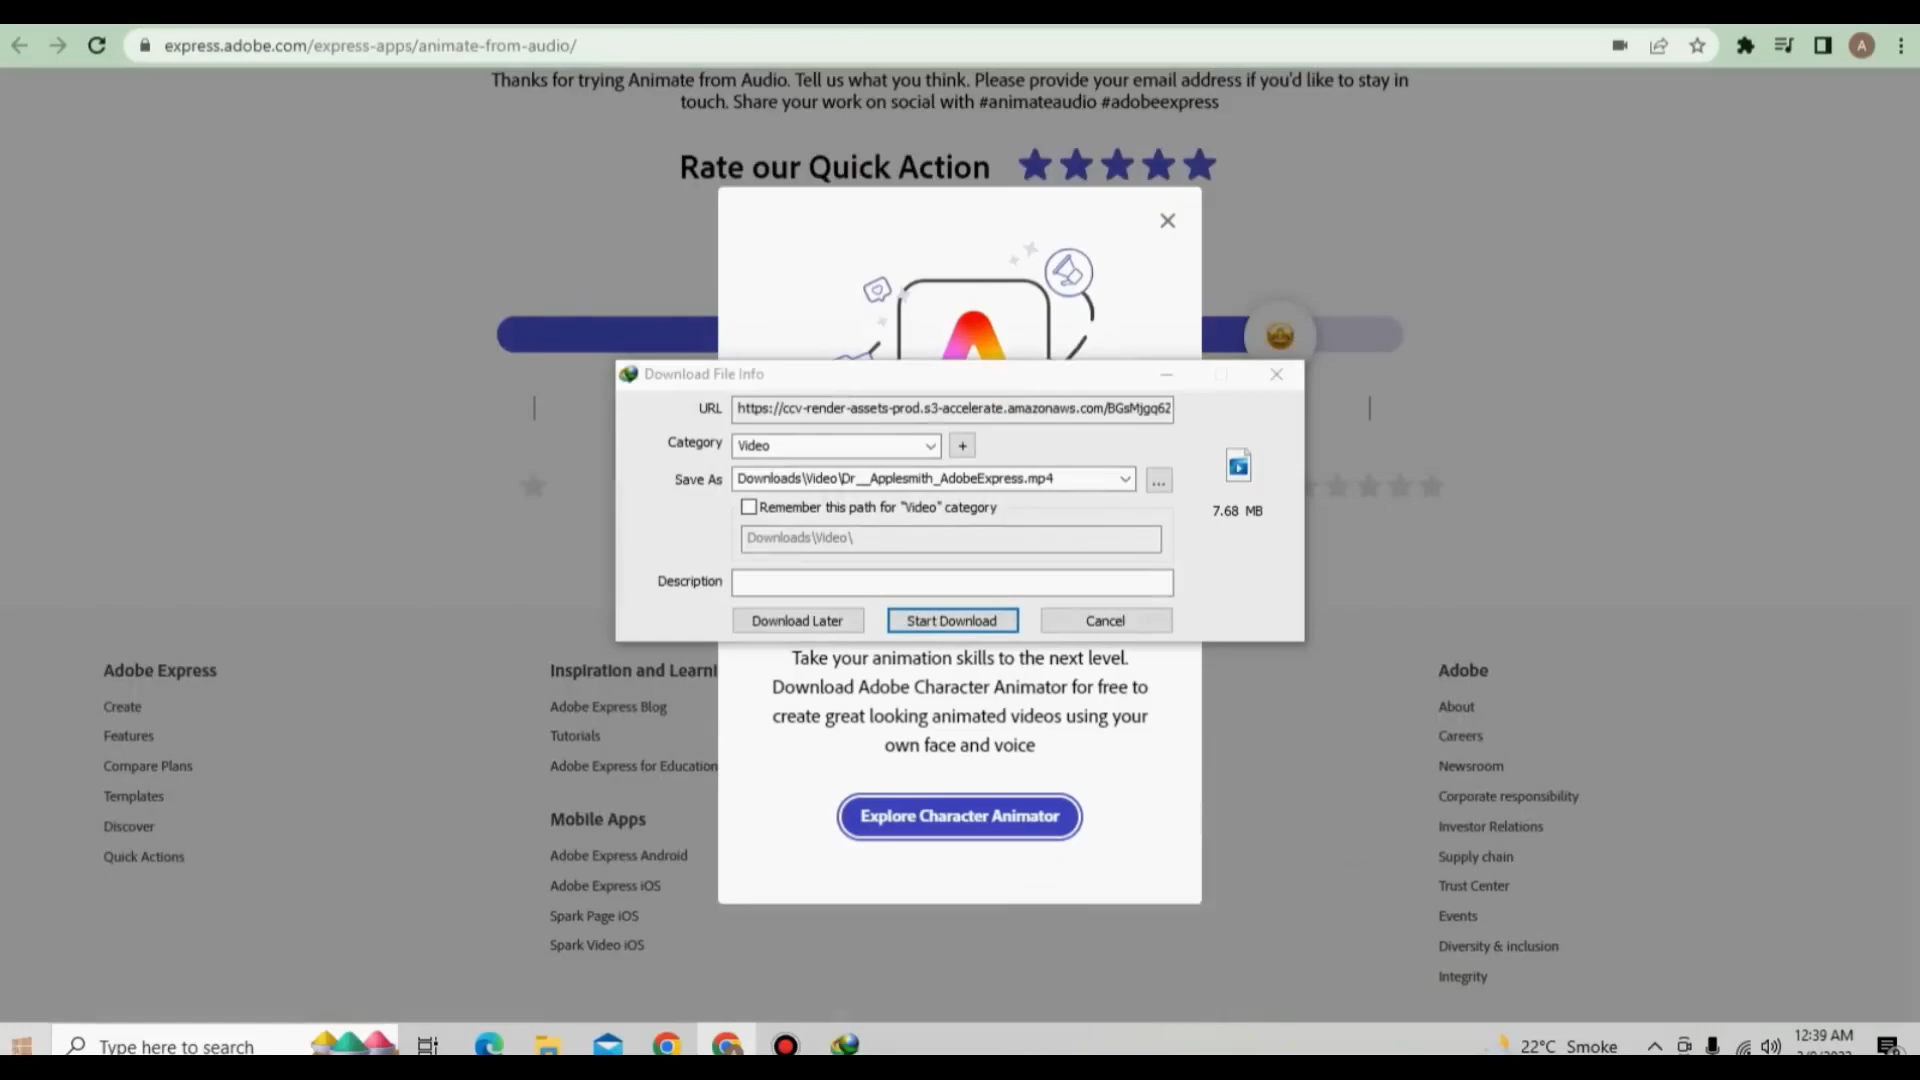 express.adobe.com/express-apps/animate-from-audio/
A
Thanks for trying Animate from Audio. Tell us what you think. Please provide your email address if you'd like to stay in
touch. Share your work on social with #animateaudio #adobeexpress
Rate our Quick Action
Download File Info
URL https://ccv-render-assets-prod.s3-accelerate.amazonaws.com/BGsMjgq62
Category Video +
Save As Downloads\Video\Dr__Applesmith_AdobeExpress.mp4 ...
Remember this path for "Video" category
Downloads\Video\
7.68 MB
Description
Download Later Start Download Cancel
Take your animation skills to the next level.
Download Adobe Character Animator for free to
create great looking animated videos using your
own face and voice
Explore Character Animator
Adobe Express
Create
Features
Compare Plans
Templates
Discover
Quick Actions
Inspiration and Learni
Adobe Express Blog
Tutorials
Adobe Express for Education
Mobile Apps
Adobe Express Android
Adobe Express iOS
Spark Page iOS
Spark Video iOS
Adobe
About
Careers
Newsroom
Corporate responsibility
Investor Relations
Supply chain
Trust Center
Events
Diversity & inclusion
Integrity
Type here to search
22°C Smoke
12:39 AM